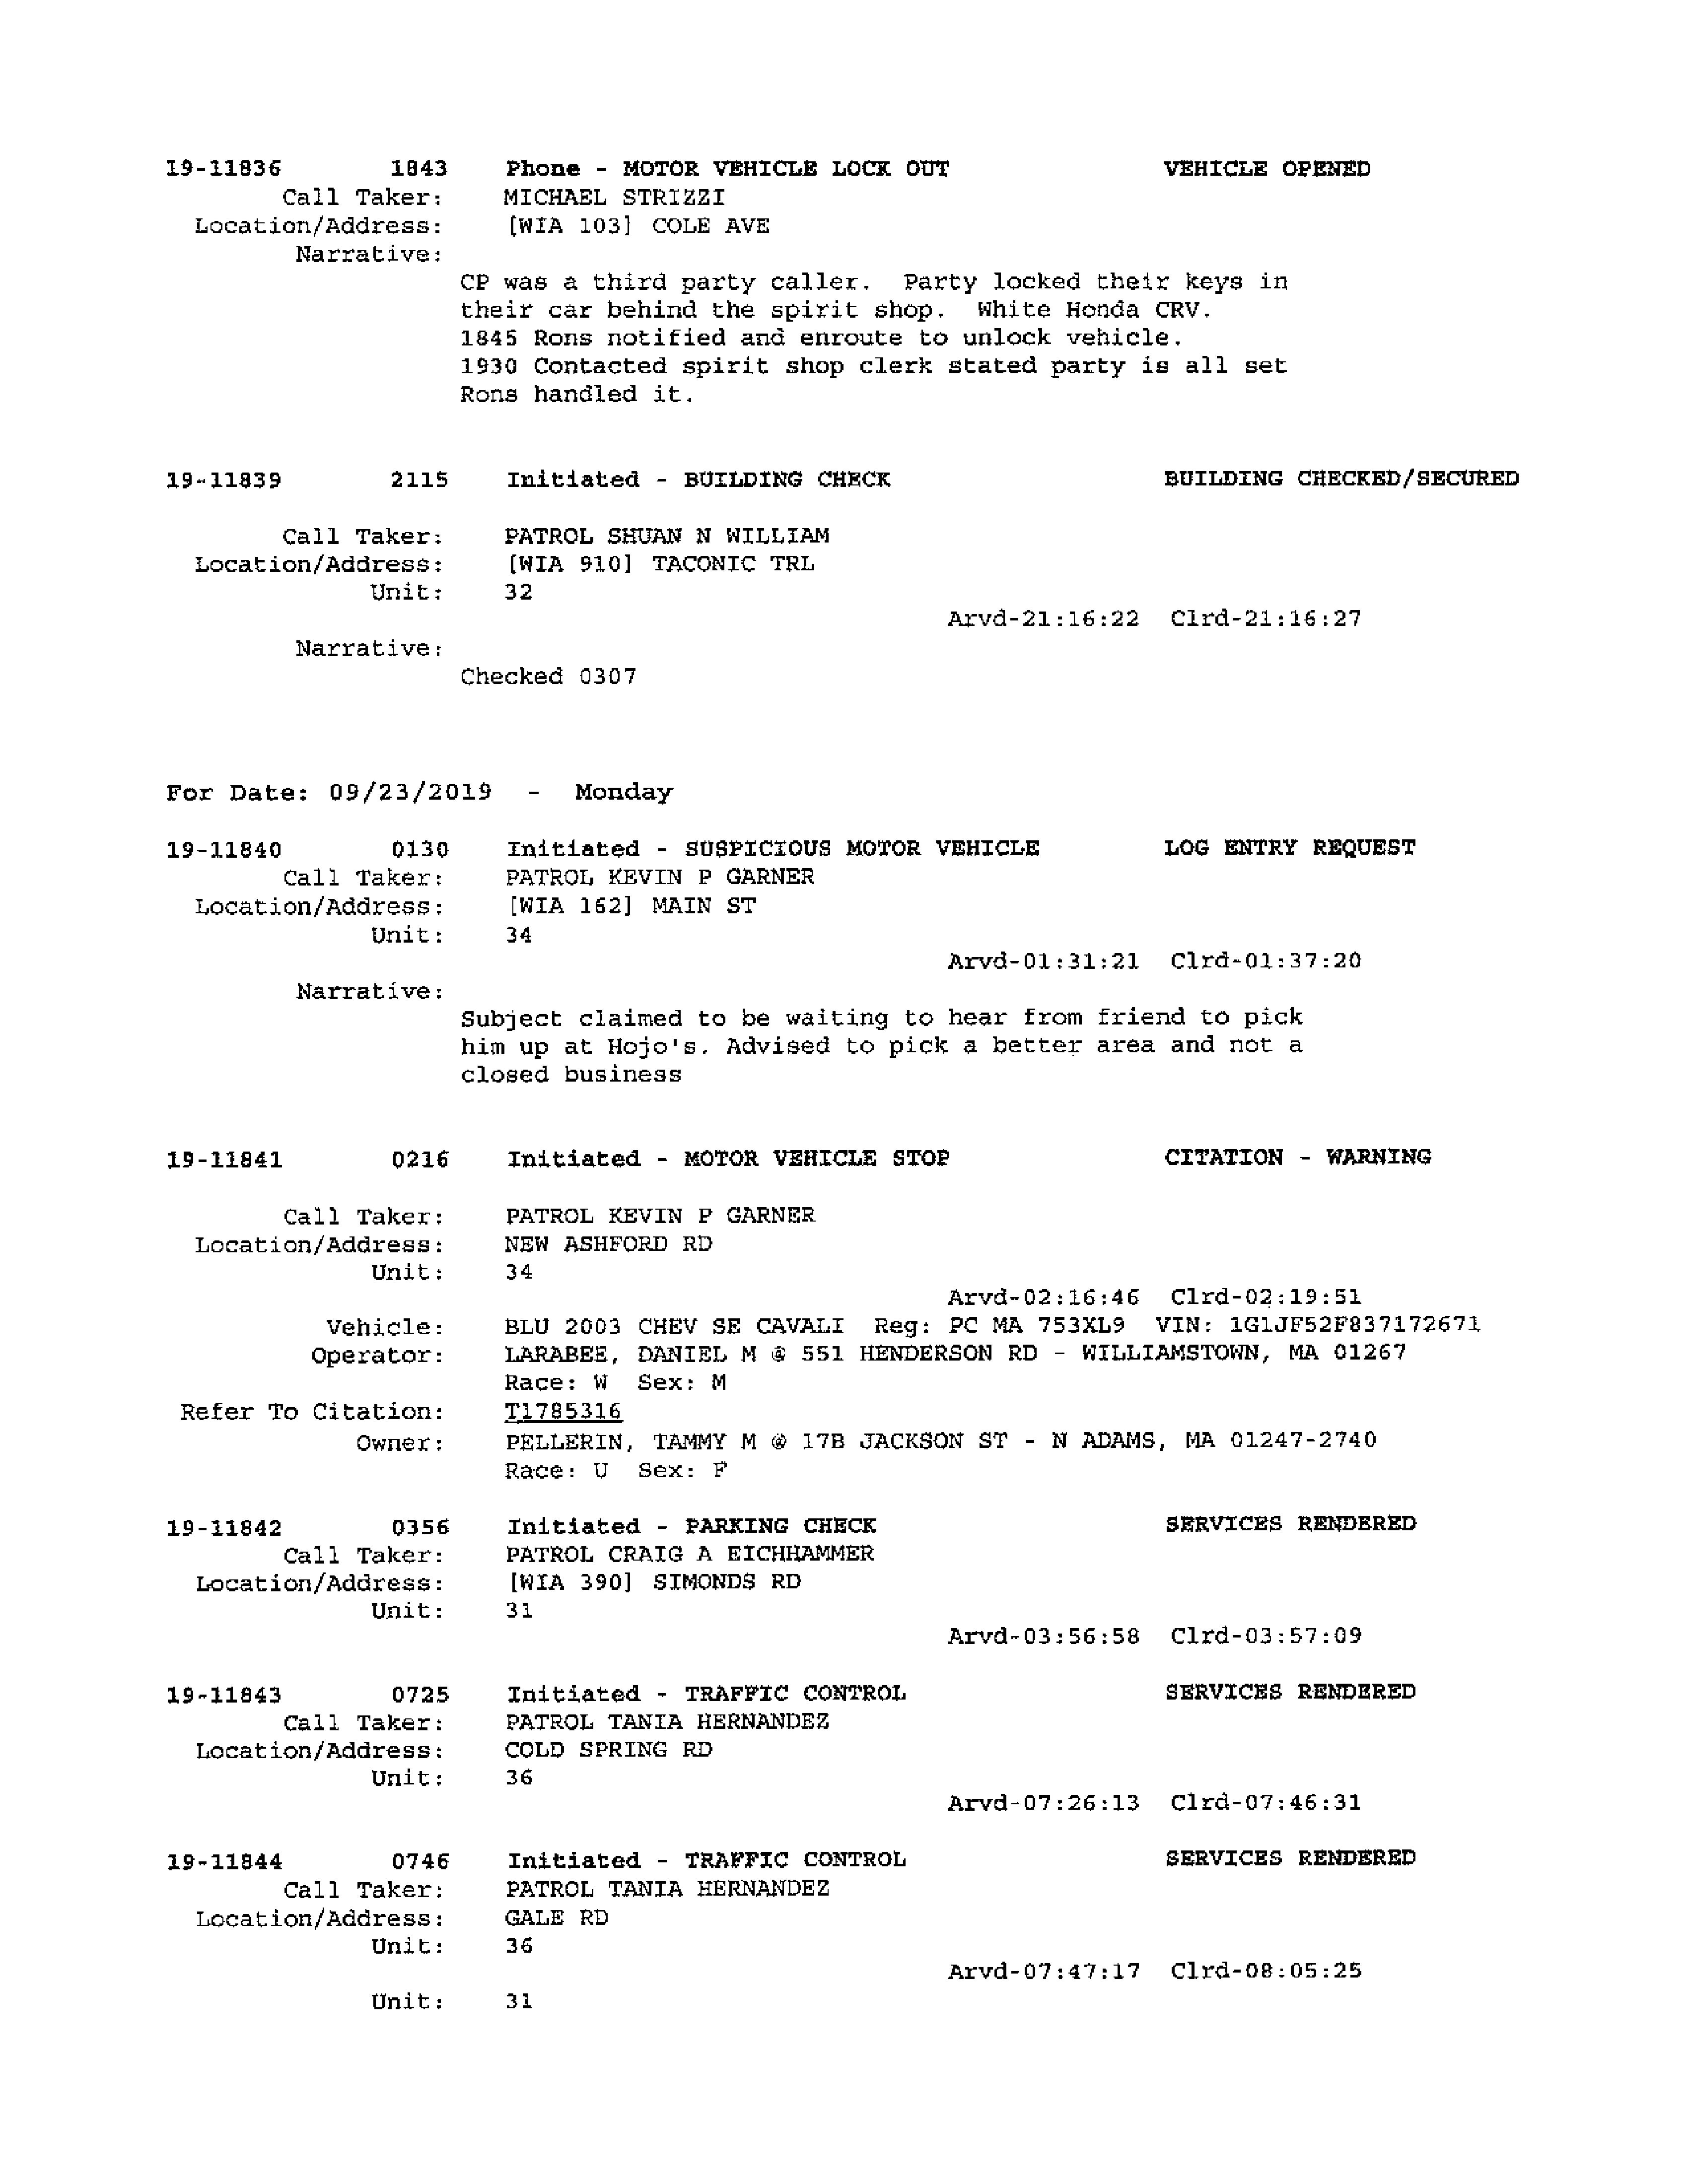 19-11836 1843 Phone - MOTOR VEHICLE LOCK OUT VEHICLE OPENED
Call Taker: MICHAEL STRIZZI
Location/Address: [WIA 103] COLE AVE
Narrative:
CP was a third party caller. Party locked their keys in
their car behind the spirit shop. White Honda CRV.
1845 Rons notified and enroute to unlock vehicle.
1930 Contacted spirit shop clerk stated party is all set
Rons handled it.
19-11839 2115 Initiated - BUILDING CHECK BUILDING CHECKED/SECURED
Call Taker: PATROL SHUAN N WILLIAM
Location/Address: [WIA 910] TACONIC TRL
Unit: 32
Arvd-21:16:22 Clrd-21:16:27
Narrative:
Checked 0307
For Date: 09/23/2019 - Monday
19-11840 0130 Initiated - SUSPICIOUS MOTOR VEHICLE LOG ENTRY REQUEST
Call Taker: PATROL KEVIN P GARNER
Location/Address: [WIA 162] MAIN ST
Unit: 34
Arvd-01:31:21 Clrd-01:37:20
Narrative:
Subject claimed to be waiting to hear from friend to pick
him up at Hojo's. Advised to pick a better area and not a
closed business
19-11841 0216 Initiated - MOTOR VEHICLE STOP CITATION - WARNING
Call Taker: PATROL KEVIN P GARNER
Location/Address: NEW ASHFORD RD
Unit: 34
Arvd-02:16:46 Clrd-02:19:51
Vehicle: BLU 2003 CHEV SE CAVALI Reg: PC MA 753XL9 VIN: 1G1JF52F837172671
Operator: LARABEE, DANIEL M @ 551 HENDERSON RD - WILLIAMSTOWN, MA 01267
Race: W Sex: M
Refer To Citation: T1785316
Owner: PELLERIN, TAMMY M @ 17B JACKSON ST - N ADAMS, MA 01247-2740
Race: U Sex: F
19-11842 0356 Initiated - PARKING CHECK SERVICES RENDERED
Call Taker: PATROL CRAIG A EICHHAMMER
Location/Address: [WIA 390] SIMONDS RD
Unit: 31
Arvd-03:56:58 Clrd-03:57:09
19-11843 0725 Initiated - TRAFFIC CONTROL SERVICES RENDERED
Call Taker: PATROL TANIA HERNANDEZ
Location/Address: COLD SPRING RD
Unit: 36
Arvd-07:26:13 Clrd-07:46:31
19-11844 0746 Initiated - TRAFFIC CONTROL SERVICES RENDERED
Call Taker: PATROL TANIA HERNANDEZ
Location/Address: GALE RD
Unit: 36
Arvd-07:47:17 Clrd-08:05:25
Unit: 31